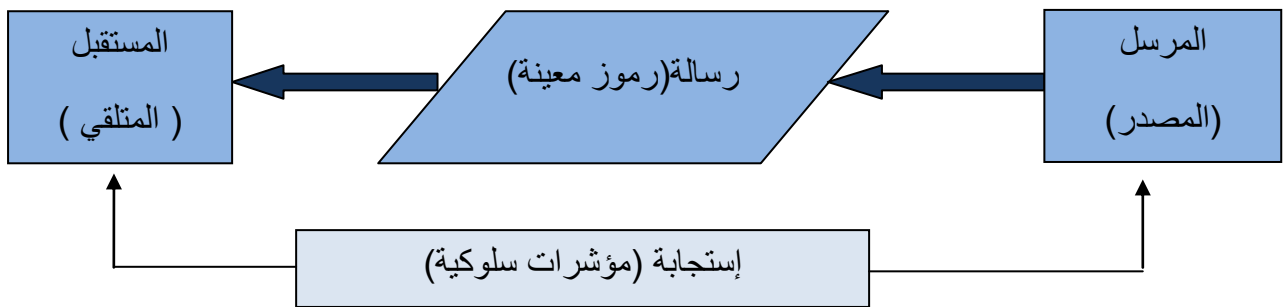 المرسل
(المصدر)
رسالة(رموز معينة)
المستقبل
( المتلقي )
إستجابة (مؤشرات سلوكية)